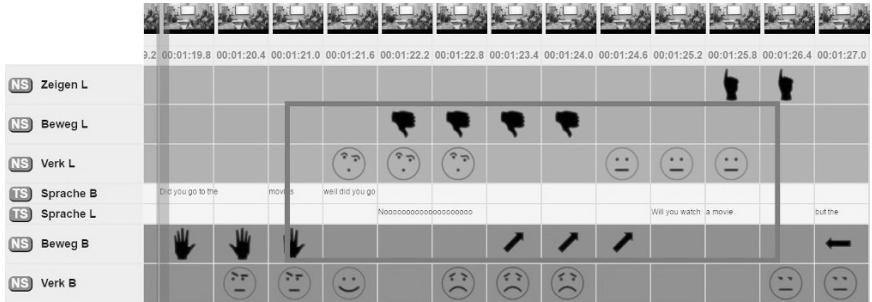 9.2 00:01:19.8 00:01:20.4 00:01:21.0 00:01:21.6 00:01:22.2 00:01:22.8 00:01:23.4 00:01:24.0 00:01:24.6 00:01:25.2 00:01:25.8 00:01:26.4 00:01:27.0
NS Zeigen L
NS Beweg L
NS Verk L
TS Sprache B Did you go to the movies well did you go
TS Sprache L Nooooooooooooooooooo Will you watch a movie but the
NS Beweg B
NS Verk B